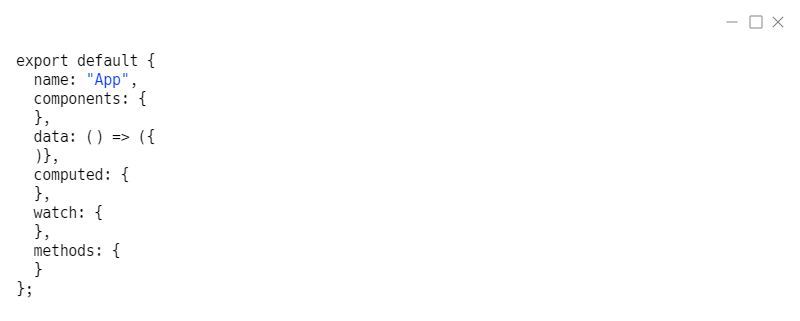 export default {
  name: "App",
  components: {
  },
  data: () => ({
  )},
  computed: {
  },
  watch: {
  },
  methods: {
  }
};